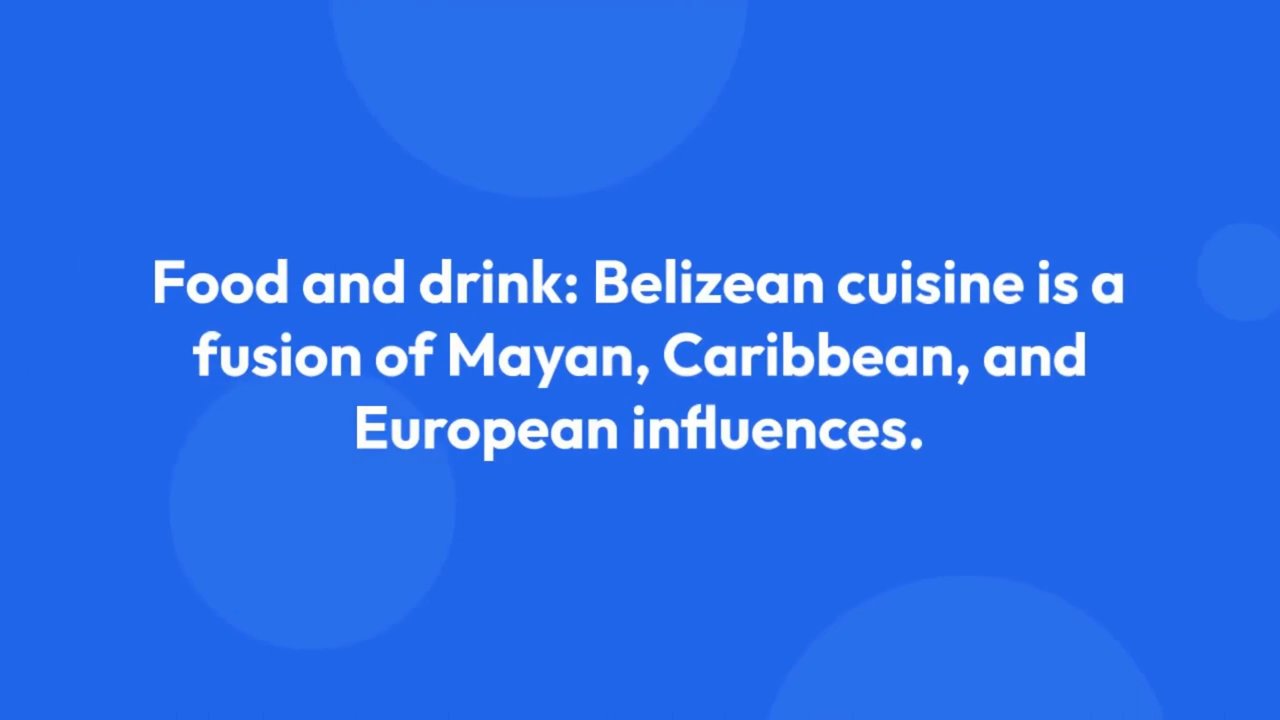 Food and drink: Belizean cuisine is a
fusion of Mayan, Caribbean, and
European influences.